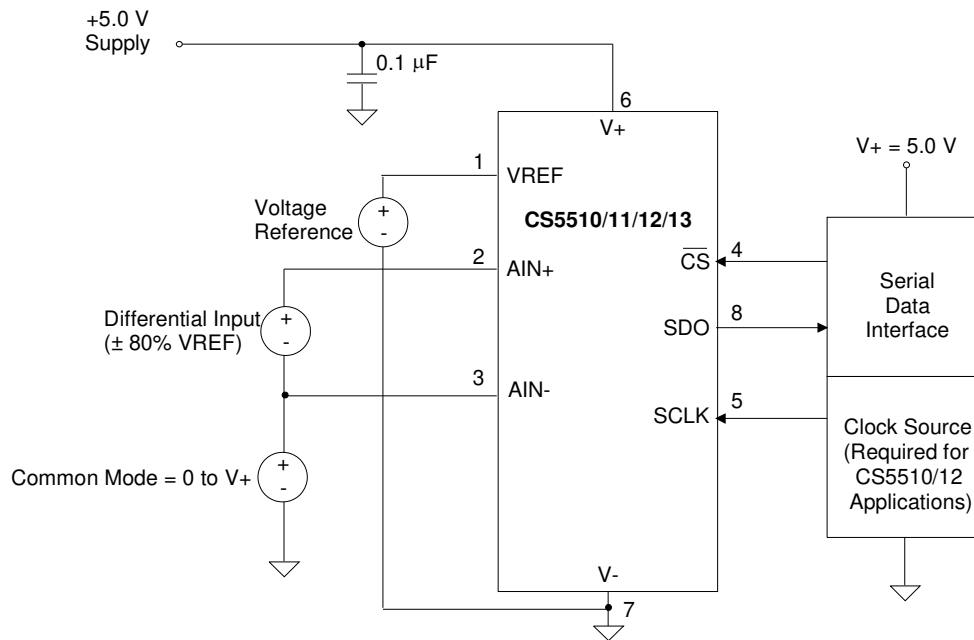 +5.0 V
Supply
0.1 μF
6
V+
V+ = 5.0 V
1
VREF
Voltage
Reference
+
-
CS5510/11/12/13
2
AIN+
CS
4
Serial
Data
Interface
Differential Input
(± 80% VREF)
+
-
SDO
8
3
AIN-
SCLK
5
Clock Source
(Required for
CS5510/12
Applications)
Common Mode = 0 to V+
+
-
V-
7